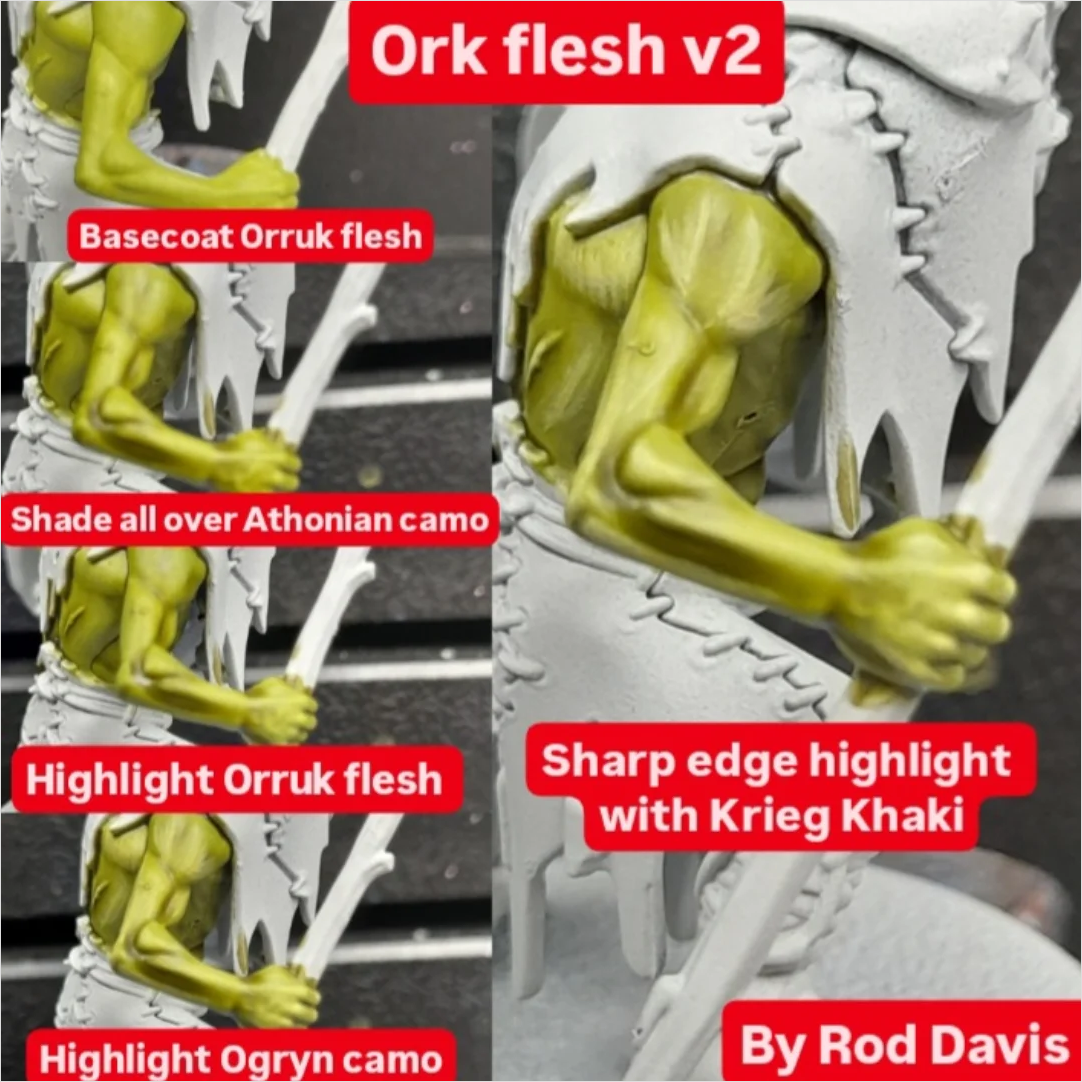 Ork flesh v2
Basecoat Orruk flesh
Shade all over Athonian camo
Highlight Orruk flesh
Highlight Ogryn camo
Sharp edge highlight
with Krieg Khaki
By Rod Davis